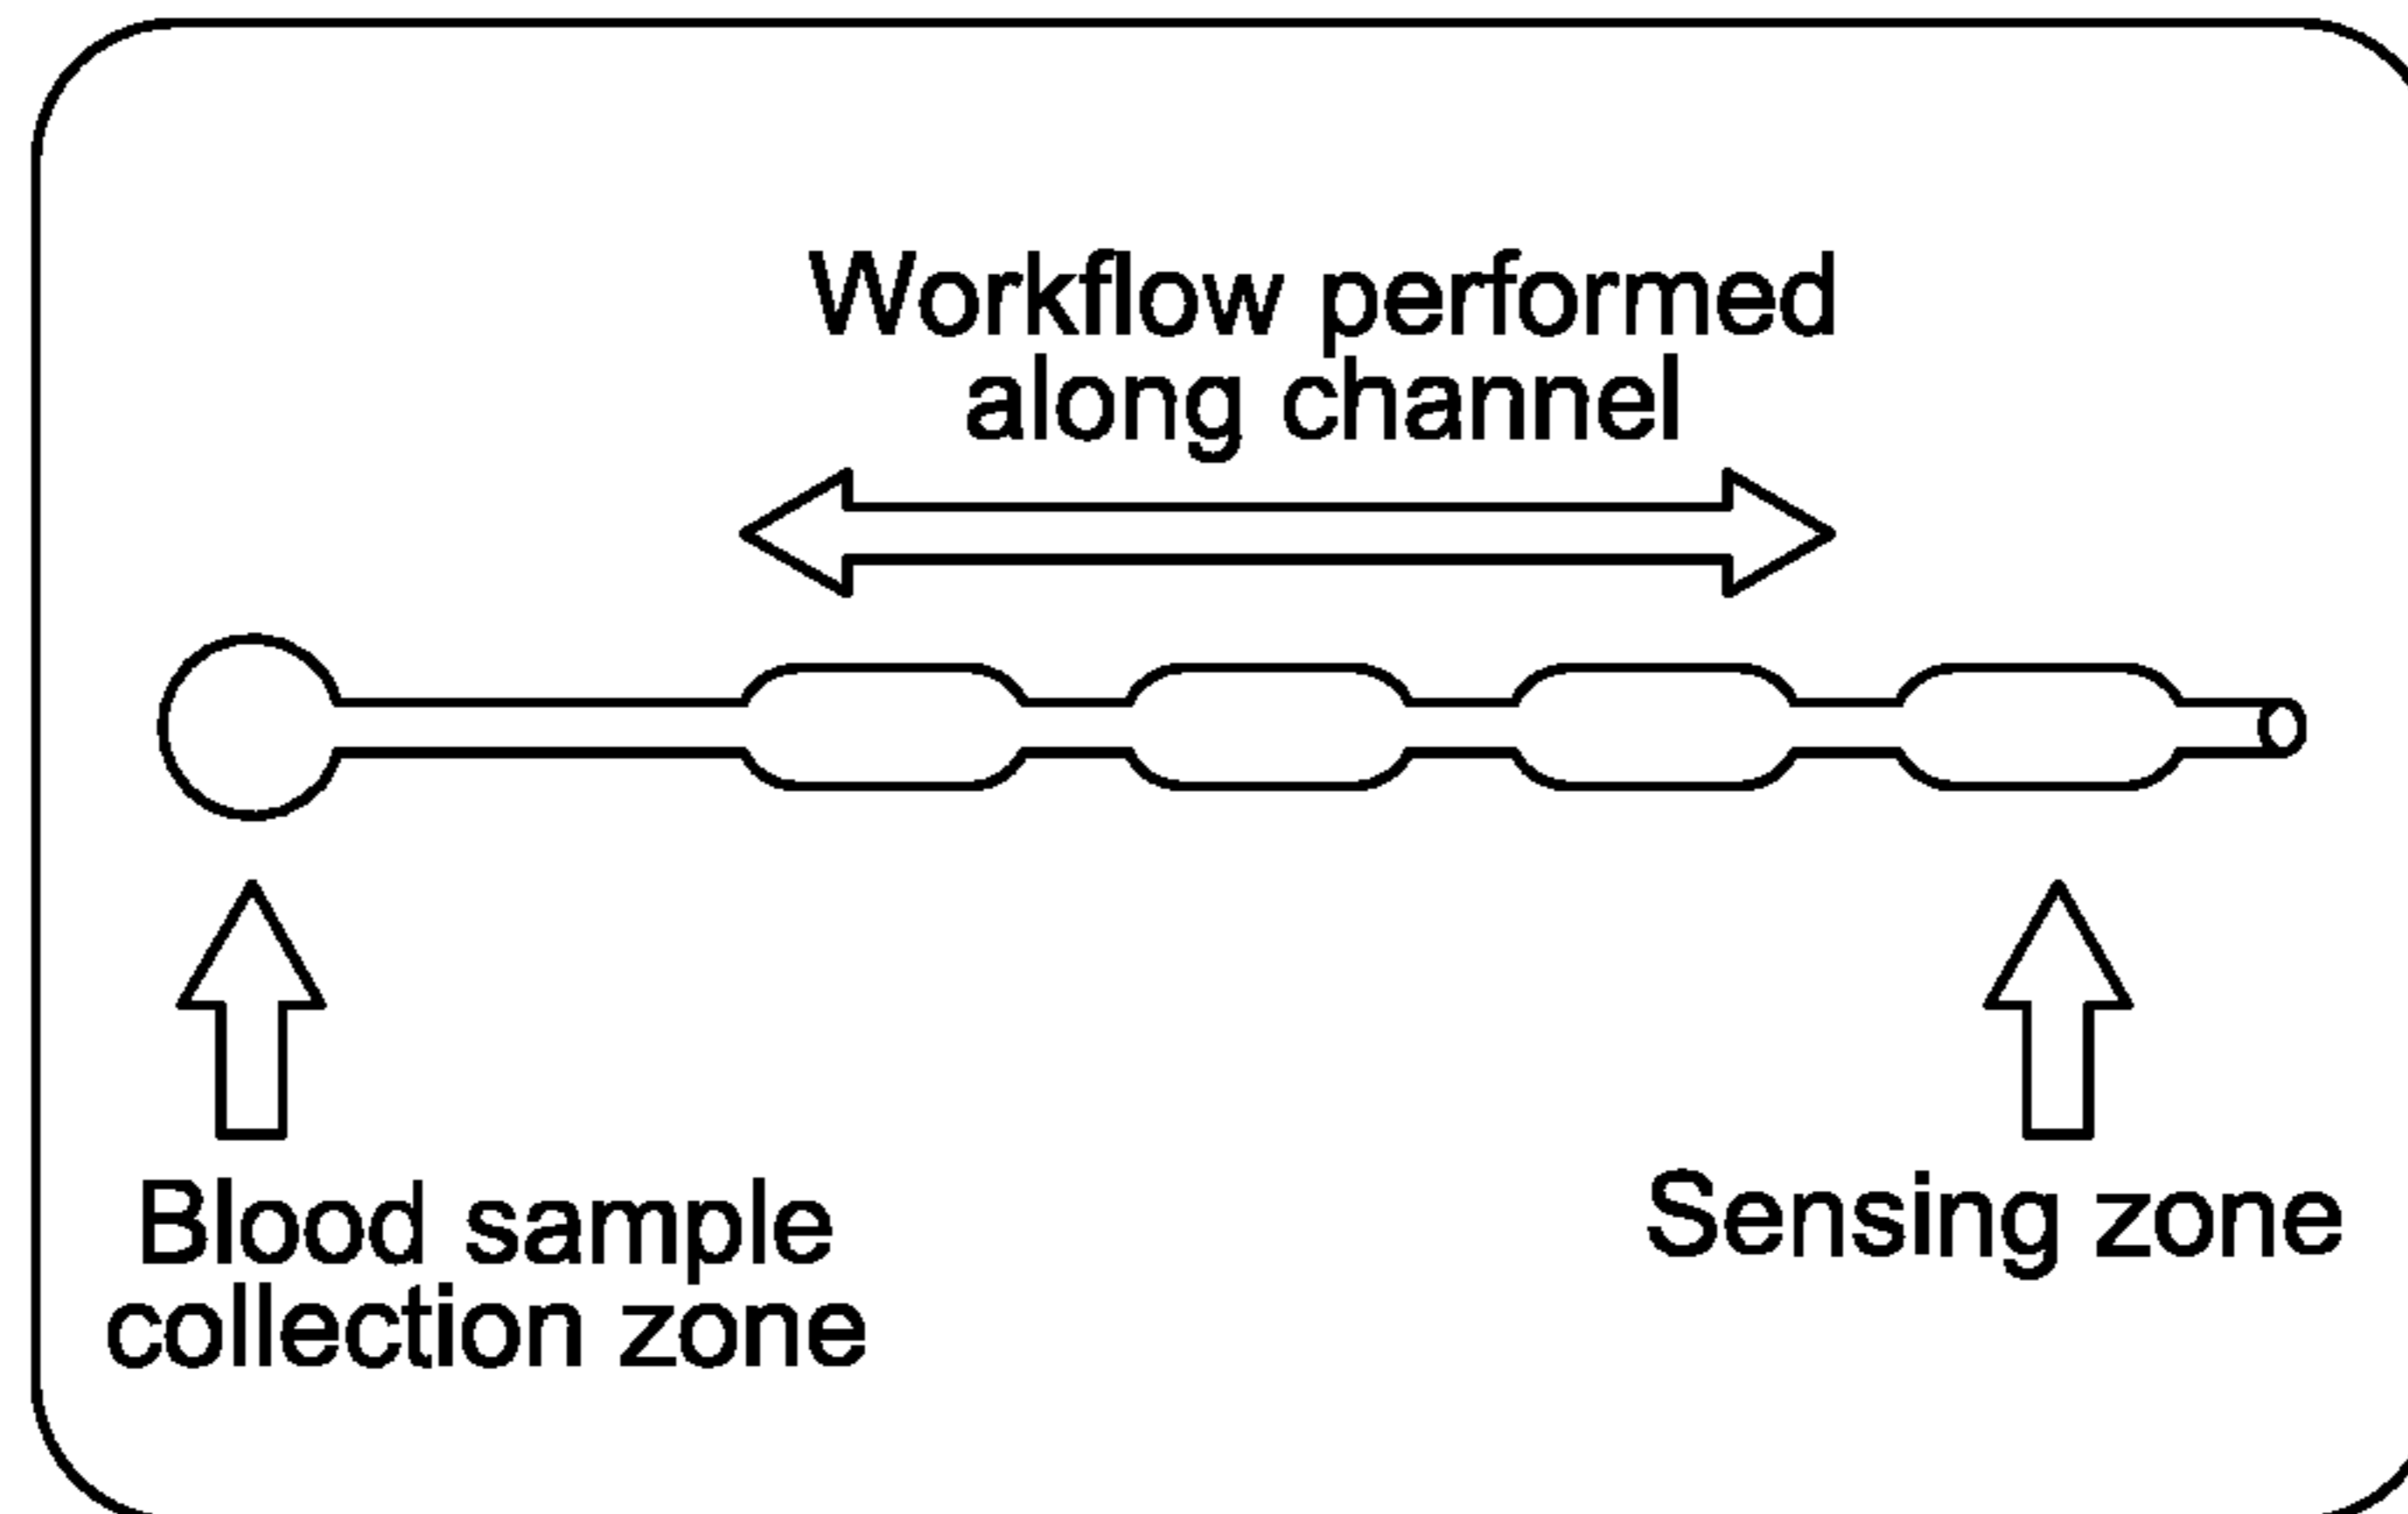 Workflow performed
along channel
Blood sample
collection zone
Sensing zone